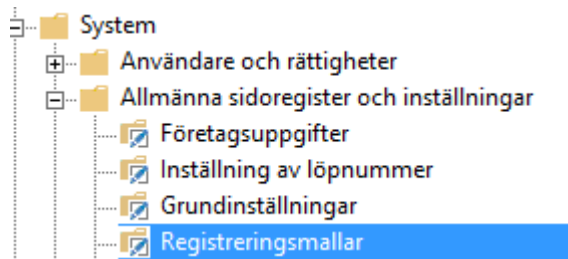 System
Användare och rättigheter
Allmänna sidoregister och inställningar
Företagsuppgifter
Inställning av löpnummer
Grundinställningar
Registreringsmallar